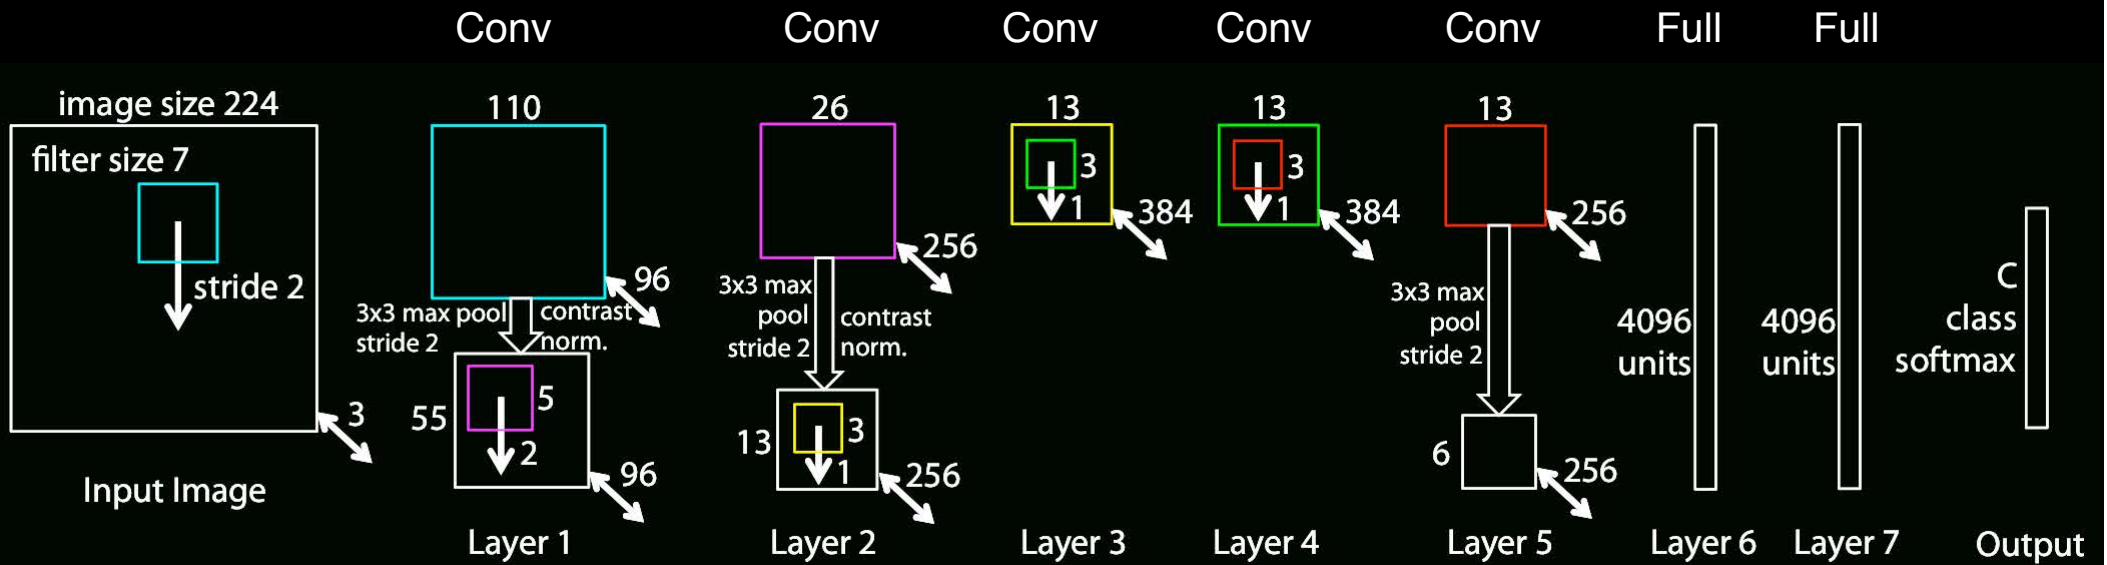 Conv Conv Conv Conv Conv Full Full
image size 224
filter size 7
stride 2
3
Input Image
110
96
3x3 max pool
stride 2
contrast
norm.
55
5
2
96
Layer 1
26
256
3x3 max
pool
stride 2
contrast
norm.
13
3
1
256
Layer 2
13
3
1
384
Layer 3
13
3
1
384
Layer 4
13
256
3x3 max
pool
stride 2
6
256
Layer 5
4096
units
Layer 6
4096
units
Layer 7
C
class
softmax
Output